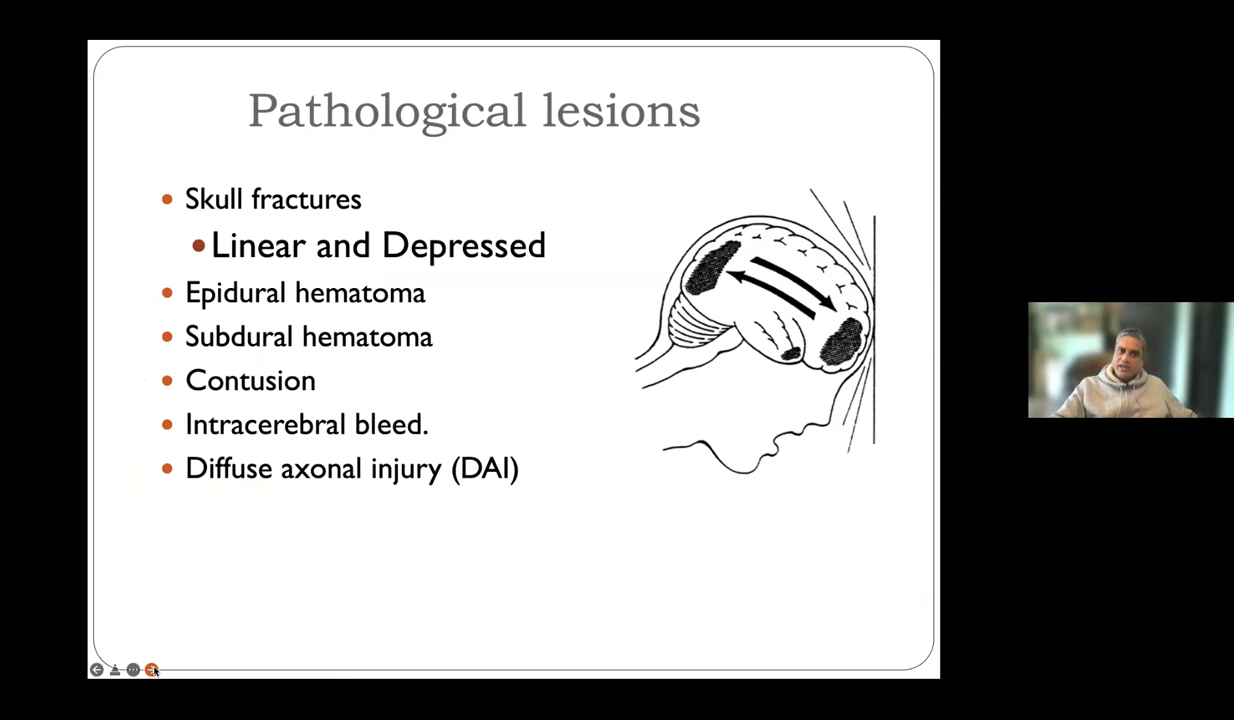 Pathological lesions
Skull fractures
Linear and Depressed
Epidural hematoma
Subdural hematoma
Contusion
Intracerebral bleed.
Diffuse axonal injury (DAI)